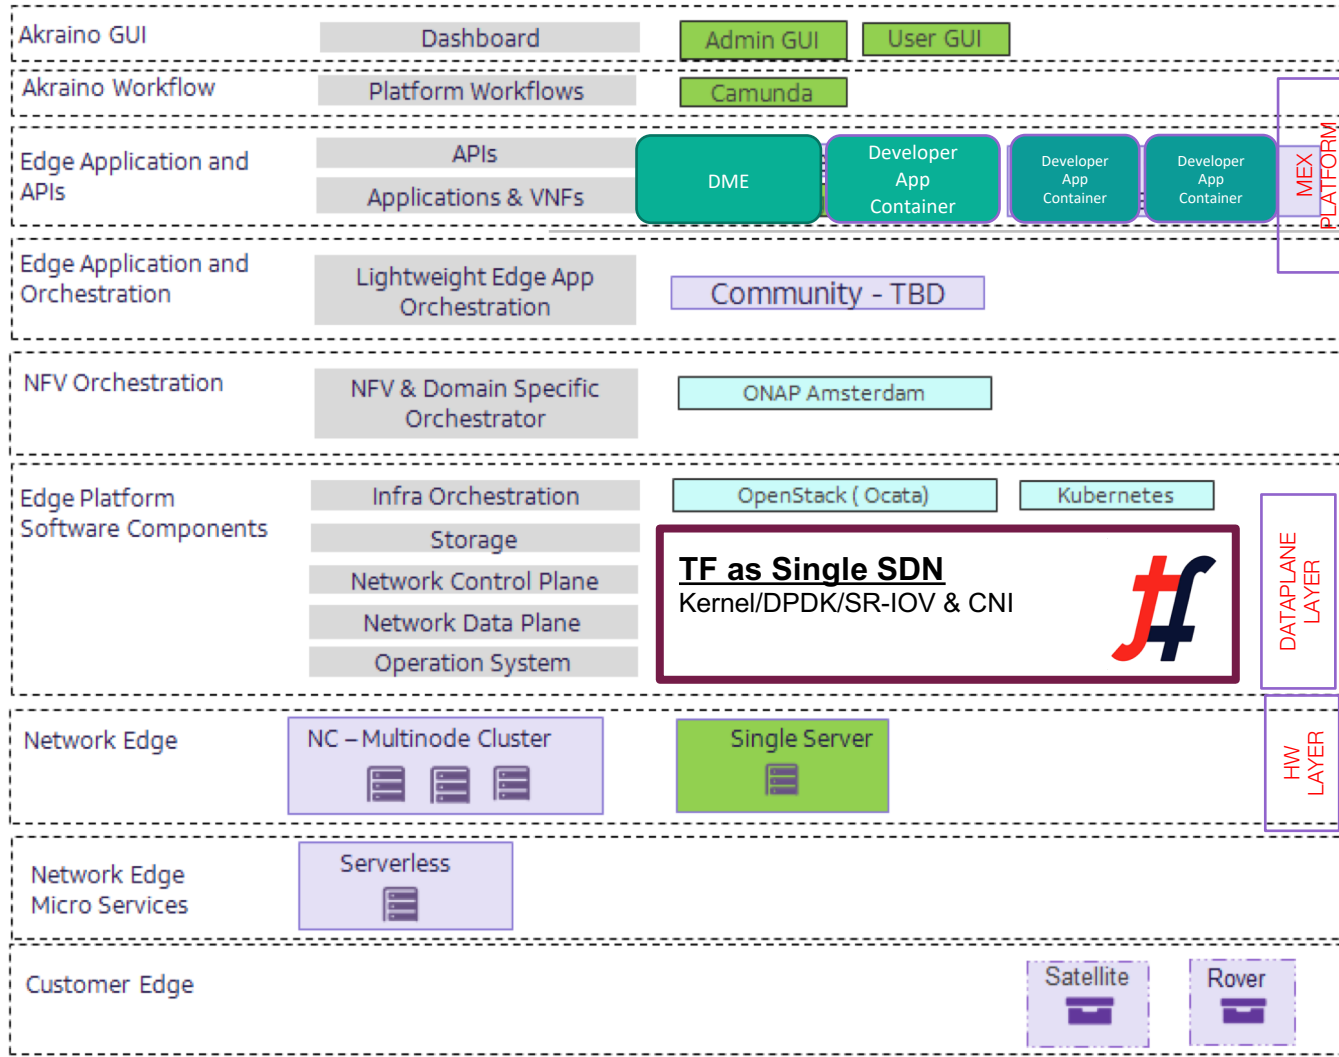 Akraino GUI
Dashboard
Admin GUI
User GUI
Akraino Workflow
Platform Workflows
Camunda
Edge Application and
APIs
APIs
Applications & VNFs
DME
Developer
App
Container
Developer
App
Container
Developer
App
Container
MEX
PLATFORM
Edge Application and
Orchestration
Lightweight Edge App
Orchestration
Community - TBD
NFV Orchestration
NFV & Domain Specific
Orchestrator
ONAP Amsterdam
Edge Platform
Software Components
Infra Orchestration
Storage
Network Control Plane
Network Data Plane
Operation System
OpenStack ( Ocata)
Kubernetes
TF as Single SDN
Kernel/DPDK/SR-IOV & CNI
tf
DATAPLANE
LAYER
Network Edge
NC – Multinode Cluster
Single Server
HW
LAYER
Network Edge
Micro Services
Serverless
Customer Edge
Satellite
Rover